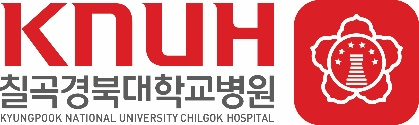 KNUH
칠곡경북대학교병원
KYUNGPOOK NATIONAL UNIVERSITY CHILGOK HOSPITAL